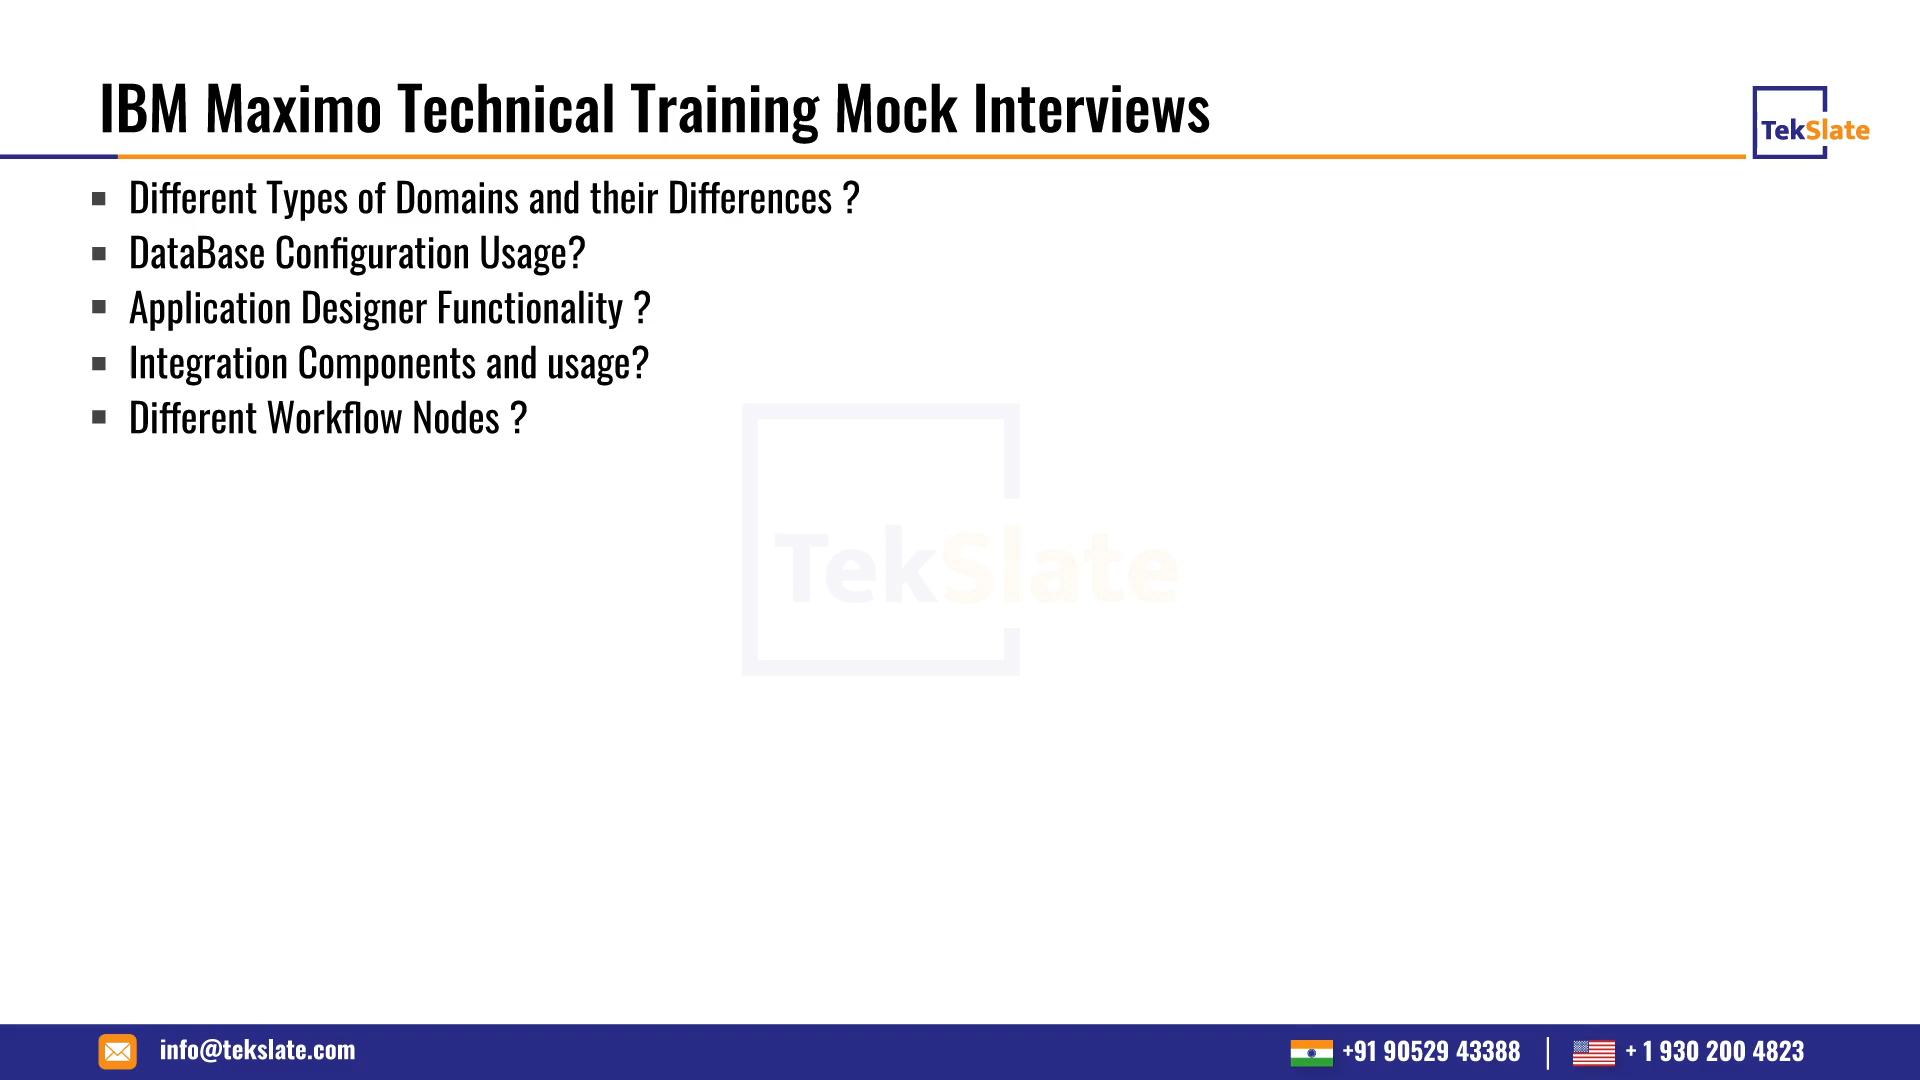 IBM Maximo Technical Training Mock Interviews
TekSlate
Different Types of Domains and their Differences ?
DataBase Configuration Usage?
Application Designer Functionality ?
Integration Components and usage?
Different Workflow Nodes ?
TekSlate
info@tekslate.com
+91 90529 43388
+ 1 930 200 4823